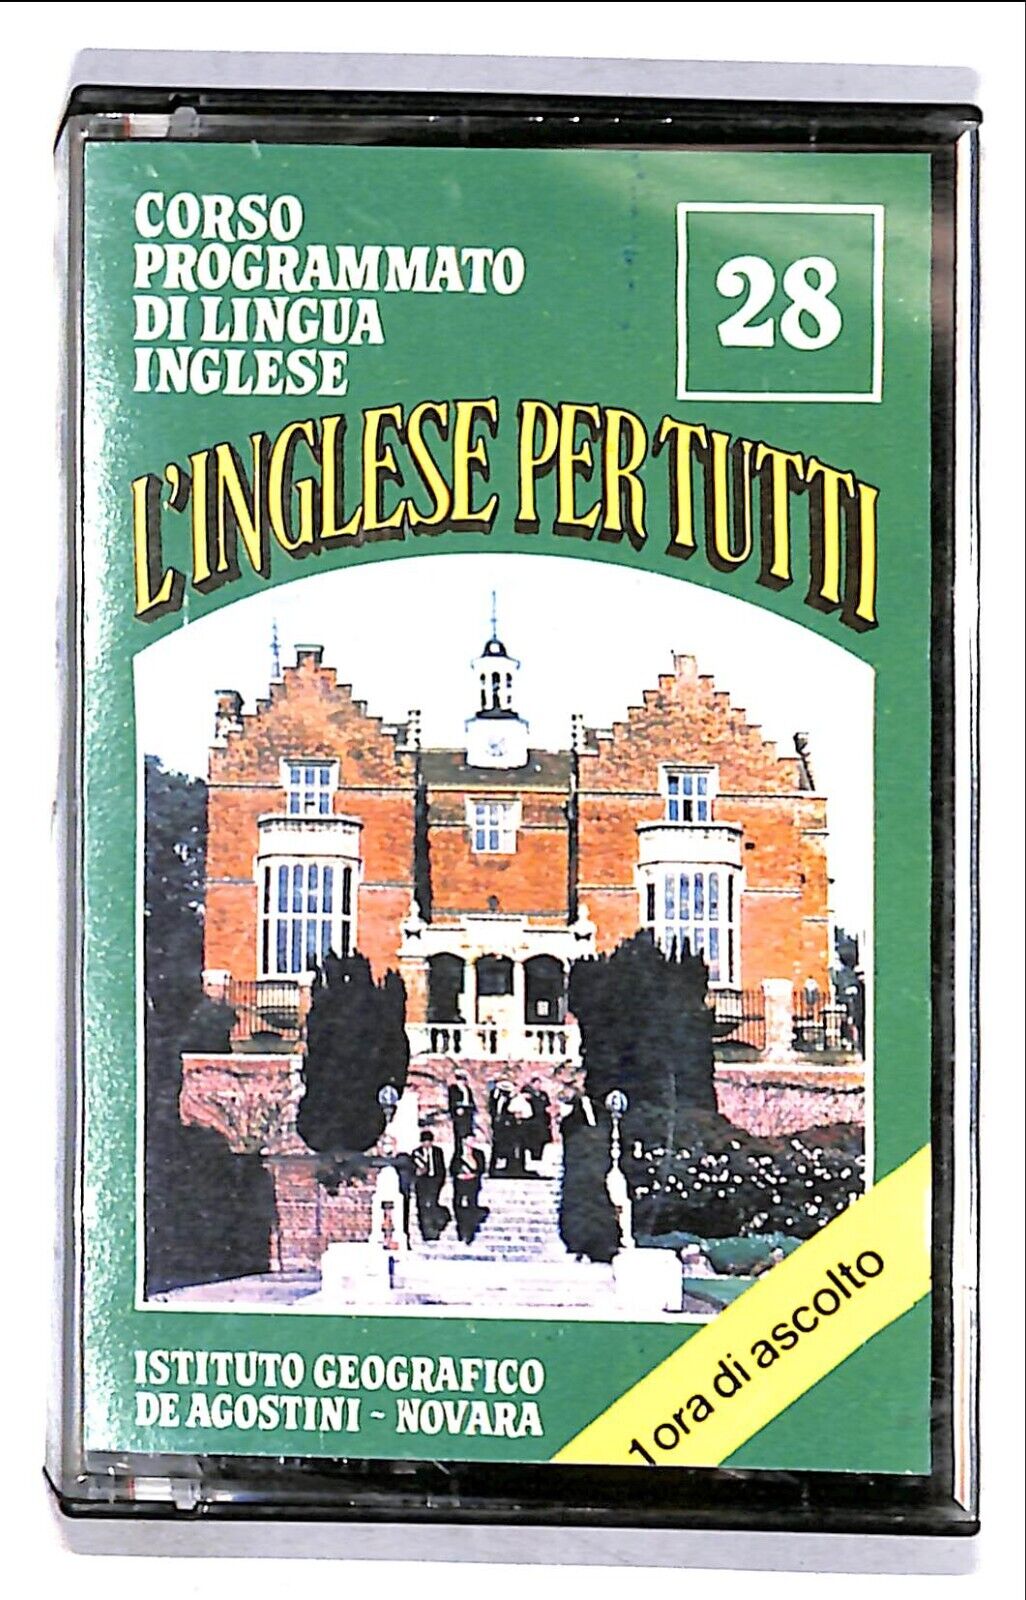 CORSO
PROGRAMMATO
DI LINGUA
INGLESE
28
L'INGLESE PER TUTTI
ISTITUTO GEOGRAFICO
DE AGOSTINI - NOVARA
1 ora di ascolto